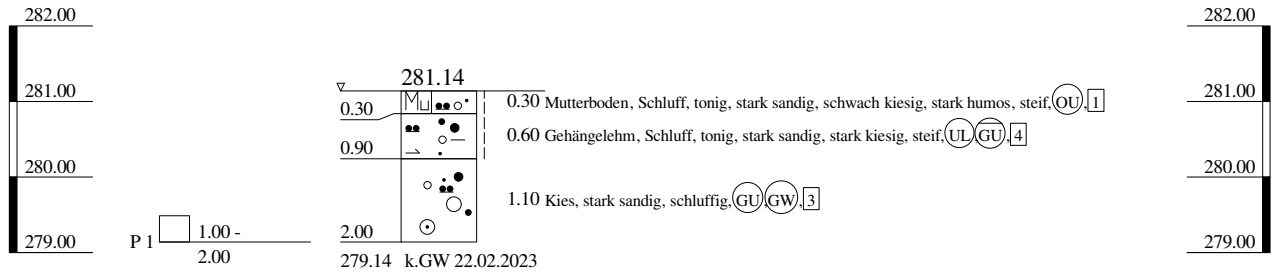 282.00
282.00
281.14
281.00
0.30
Mu
0.30 Mutterboden, Schluff, tonig, stark sandig, schwach kiesig, stark humos, steif, OU, 1
281.00
0.60 Gehängelehm, Schluff, tonig, stark sandig, stark kiesig, steif, UL, GU, 4
0.90
280.00
280.00
1.10 Kies, stark sandig, schluffig, GU, GW, 3
P 1 1.00 -
2.00
2.00
279.00
279.00
279.14 k.GW 22.02.2023